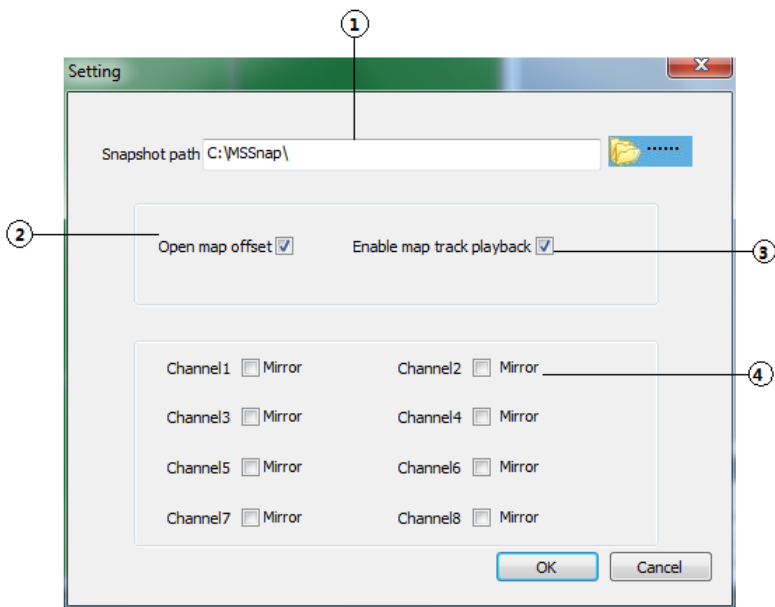 1
Setting
X
Snapshot path C:\MSSnap\ ......
2
Open map offset Enable map track playback
3
Channel1 Mirror Channel2 Mirror
4
Channel3 Mirror Channel4 Mirror
Channel5 Mirror Channel6 Mirror
Channel7 Mirror Channel8 Mirror
OK Cancel